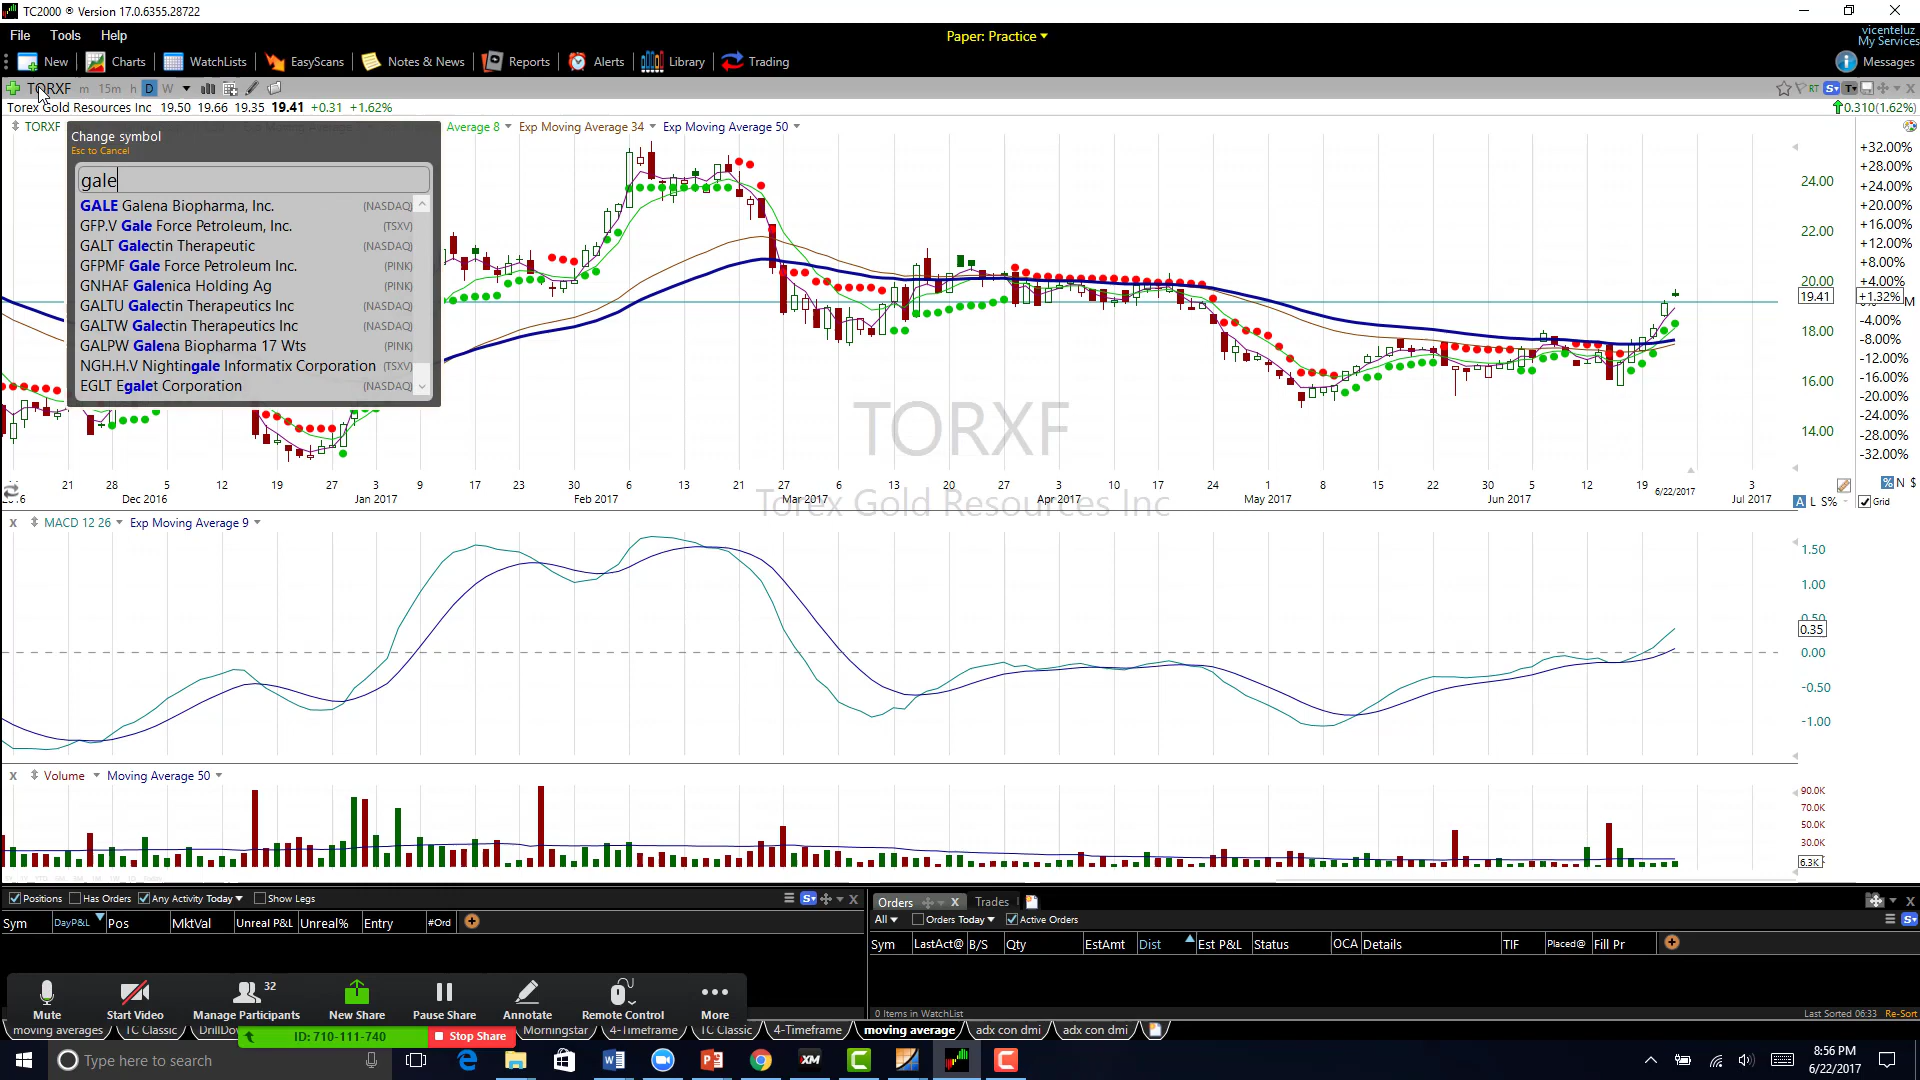 TC2000 ® Version 17.0.6355.28722
File Tools Help
Paper: Practice
vicenteluz
My Services
New Charts WatchLists EasyScans Notes & News Reports Alerts Library Trading
Messages
TORXF m 15m h D W
RT
Torex Gold Resources Inc 19.50 19.66 19.35 19.41 +0.31 +1.62%
0.310(1.62%)
TORXF
Average 8 Exp Moving Average 34 Exp Moving Average 50
Change symbol
Esc to Cancel
gale
GALE Galena Biopharma, Inc. (NASDAQ)
GFP.V Gale Force Petroleum, Inc. (TSXV)
GALT Galectin Therapeutic (NASDAQ)
GFPMF Gale Force Petroleum Inc. (PINK)
GNHAF Galenica Holding Ag (PINK)
GALTU Galectin Therapeutics Inc (NASDAQ)
GALTW Galectin Therapeutics Inc (NASDAQ)
GALPW Galena Biopharma 17 Wts (PINK)
NGH.H.V Nightingale Informatix Corporation (TSXV)
EGLT Egalet Corporation (NASDAQ)
24.00
22.00
20.00
19.41
18.00
16.00
14.00
+32.00%
+28.00%
+24.00%
+20.00%
+16.00%
+12.00%
+8.00%
+4.00%
+1.32%
M
-4.00%
-8.00%
-12.00%
-16.00%
-20.00%
-24.00%
-28.00%
-32.00%
TORXF
Torex Gold Resources Inc
21 28 5 12 19 27 3 9 17 23 30 6 13 21 27 6 13 20 27 3 10 17 24 1 8 15 22 30 5 12 19 6/22/2017 3
Dec 2016 Jan 2017 Feb 2017 Mar 2017 Apr 2017 May 2017 Jun 2017 Jul 2017
% N $
A L S% Grid
X MACD 12 26 Exp Moving Average 9
1.50
1.00
0.50
0.35
0.00
-0.50
-1.00
X Volume Moving Average 50
90.0K
70.0K
50.0K
30.0K
6.3K
Positions Has Orders Any Activity Today Show Legs
Sym DayP&L Pos MktVal Unreal P&L Unreal% Entry #Ord
Orders X Trades
All Orders Today Active Orders
Sym LastAct@ B/S Qty EstAmt Dist Est P&L Status OCA Details TIF Placed@ Fill Pr
32
Mute Start Video Manage Participants New Share Pause Share Annotate Remote Control More
0 Items in WatchList
Last Sorted 06:33 Re-Sort
moving averages TC Classic Morningstar 4-Timeframe TC Classic 4-Timeframe moving average adx con dmi adx con dmi
ID: 710-111-740 Stop Share
Type here to search
XM
8:56 PM
6/22/2017